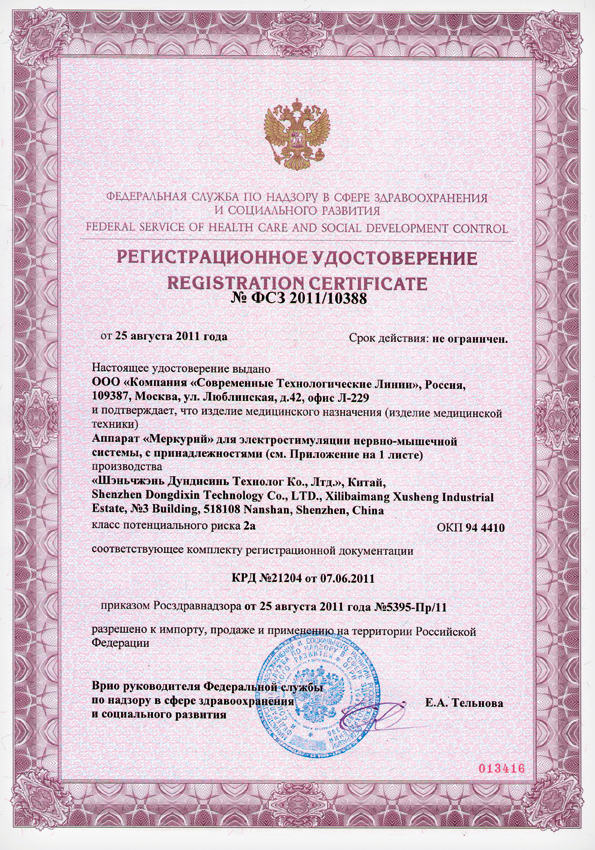 ФЕДЕРАЛЬНАЯ СЛУЖБА ПО НАДЗОРУ В СФЕРЕ ЗДРАВООХРАНЕНИЯ
И СОЦИАЛЬНОГО РАЗВИТИЯ
FEDERAL SERVICE OF HEALTH CARE AND SOCIAL DEVELOPMENT CONTROL
РЕГИСТРАЦИОННОЕ УДОСТОВЕРЕНИЕ
REGISTRATION CERTIFICATE
№ ФСЗ 2011/10388
от 25 августа 2011 года Срок действия: не ограничен.
Настоящее удостоверение выдано
ООО «Компания «Современные Технологические Линии», Россия,
109387, Москва, ул. Люблинская, д.42, офис Л-229
и подтверждает, что изделие медицинского назначения (изделие медицинской
техники)
Аппарат «Меркурий» для электростимуляции нервно-мышечной
системы, с принадлежностями (см. Приложение на 1 листе)
производства
«Шэньчжэнь Дундисинь Технолог Ко., Лтд.», Китай,
Shenzhen Dongdixin Technology Co., LTD., Xilibaimang Xusheng Industrial
Estate, №3 Building, 518108 Nanshan, Shenzhen, China
класс потенциального риска 2а ОКП 94 4410
соответствующее комплекту регистрационной документации
КРД №21204 от 07.06.2011
приказом Росздравнадзора от 25 августа 2011 года №5395-Пр/11
разрешено к импорту, продаже и применению на территории Российской
Федерации
Врио руководителя Федеральной службы
по надзору в сфере здравоохранения
и социального развития
Е.А. Тельнова
013416